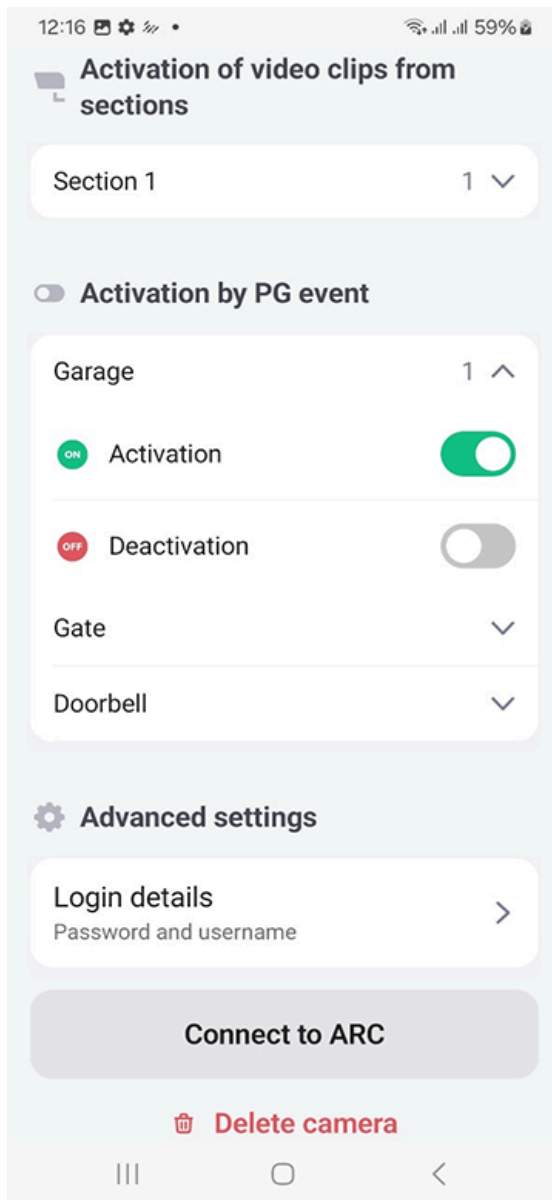 12:16 59%
Activation of video clips from
sections
Section 1 1
Activation by PG event
Garage 1
ON Activation
OFF Deactivation
Gate
Doorbell
Advanced settings
Login details
Password and username
Connect to ARC
Delete camera